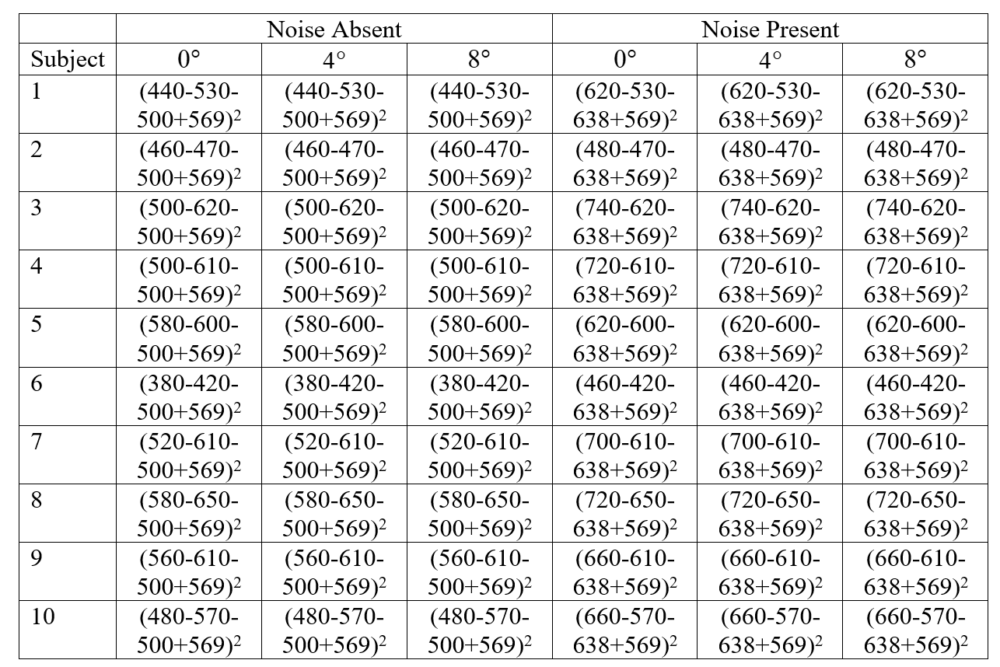 Noise Absent Noise Present
Subject 0° 4° 8° 0° 4° 8°
1 (440-530- (440-530- (440-530- (620-530- (620-530- (620-530-
500+569)² 500+569)² 500+569)² 638+569)² 638+569)² 638+569)²
2 (460-470- (460-470- (460-470- (480-470- (480-470- (480-470-
500+569)² 500+569)² 500+569)² 638+569)² 638+569)² 638+569)²
3 (500-620- (500-620- (500-620- (740-620- (740-620- (740-620-
500+569)² 500+569)² 500+569)² 638+569)² 638+569)² 638+569)²
4 (500-610- (500-610- (500-610- (720-610- (720-610- (720-610-
500+569)² 500+569)² 500+569)² 638+569)² 638+569)² 638+569)²
5 (580-600- (580-600- (580-600- (620-600- (620-600- (620-600-
500+569)² 500+569)² 500+569)² 638+569)² 638+569)² 638+569)²
6 (380-420- (380-420- (380-420- (460-420- (460-420- (460-420-
500+569)² 500+569)² 500+569)² 638+569)² 638+569)² 638+569)²
7 (520-610- (520-610- (520-610- (700-610- (700-610- (700-610-
500+569)² 500+569)² 500+569)² 638+569)² 638+569)² 638+569)²
8 (580-650- (580-650- (580-650- (720-650- (720-650- (720-650-
500+569)² 500+569)² 500+569)² 638+569)² 638+569)² 638+569)²
9 (560-610- (560-610- (560-610- (660-610- (660-610- (660-610-
500+569)² 500+569)² 500+569)² 638+569)² 638+569)² 638+569)²
10 (480-570- (480-570- (480-570- (660-570- (660-570- (660-570-
500+569)² 500+569)² 500+569)² 638+569)² 638+569)² 638+569)²